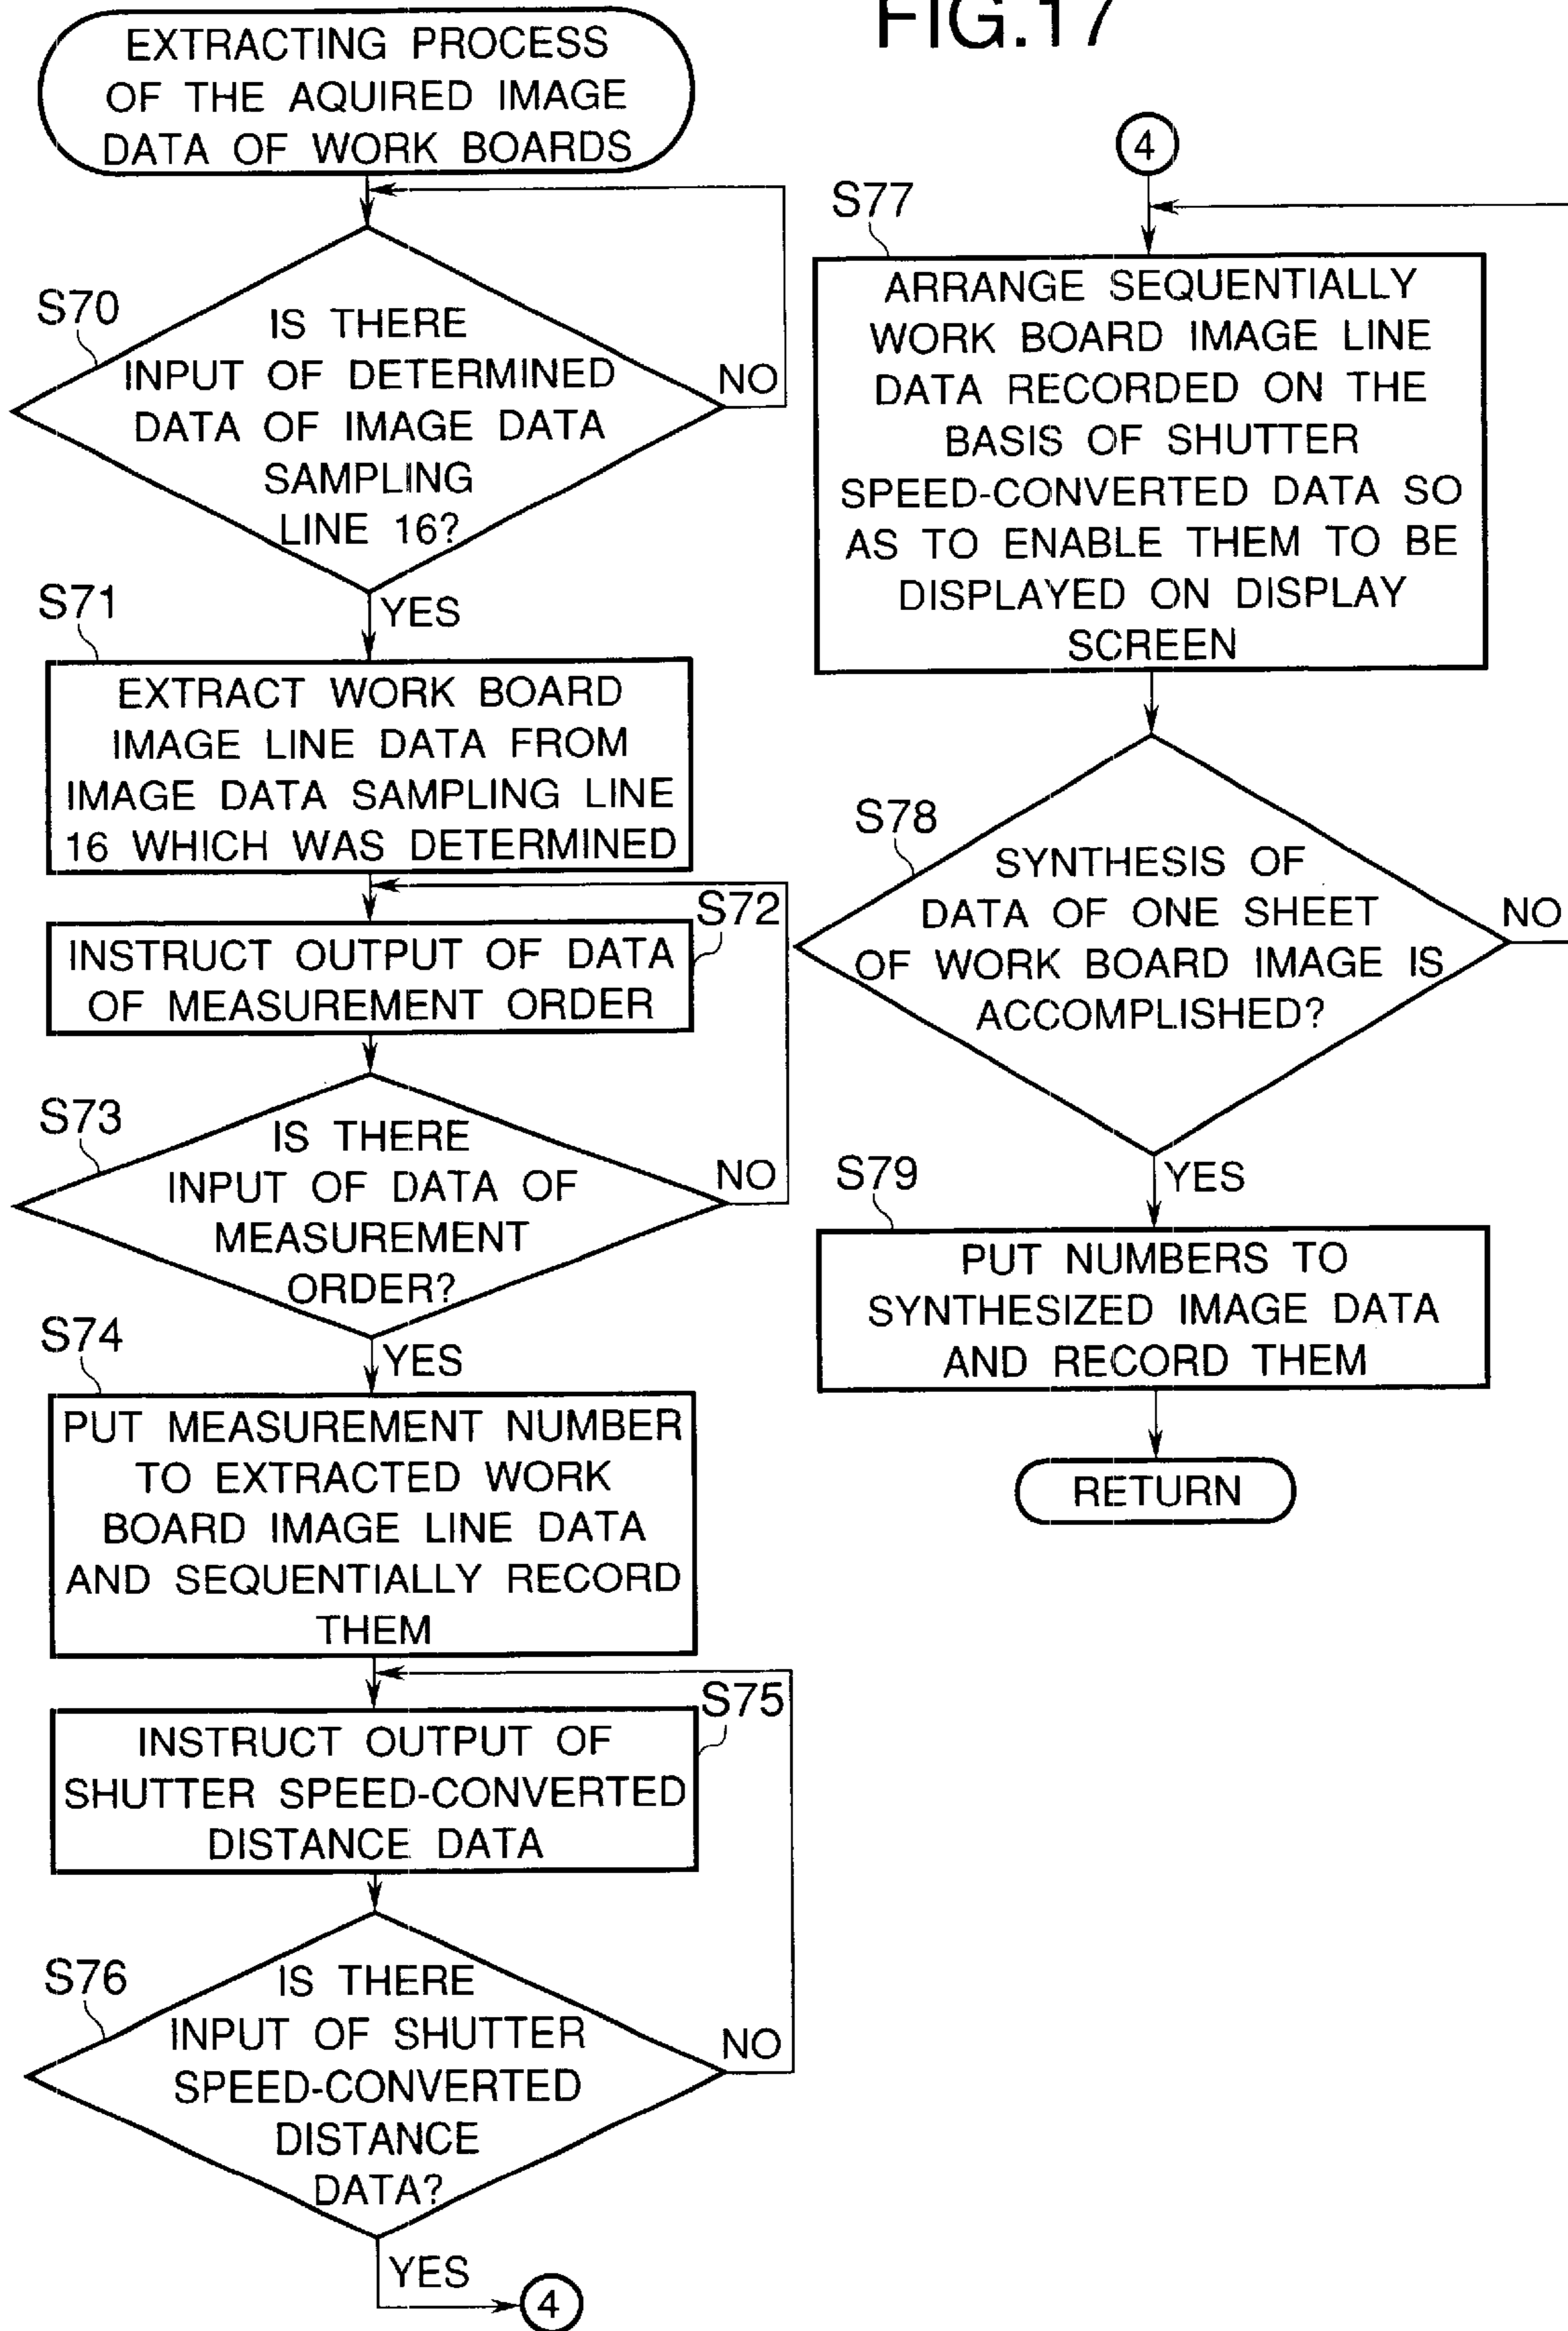 FIG.17
EXTRACTING PROCESS
OF THE AQUIRED IMAGE
DATA OF WORK BOARDS
S70
IS THERE
INPUT OF DETERMINED
DATA OF IMAGE DATA
SAMPLING
LINE 16?
NO
YES
S71
EXTRACT WORK BOARD
IMAGE LINE DATA FROM
IMAGE DATA SAMPLING LINE
16 WHICH WAS DETERMINED
S72
INSTRUCT OUTPUT OF DATA
OF MEASUREMENT ORDER
S73
IS THERE
INPUT OF DATA OF
MEASUREMENT
ORDER?
NO
YES
S74
PUT MEASUREMENT NUMBER
TO EXTRACTED WORK
BOARD IMAGE LINE DATA
AND SEQUENTIALLY RECORD
THEM
S75
INSTRUCT OUTPUT OF
SHUTTER SPEED-CONVERTED
DISTANCE DATA
S76
IS THERE
INPUT OF SHUTTER
SPEED-CONVERTED
DISTANCE
DATA?
NO
YES
4
4
S77
ARRANGE SEQUENTIALLY
WORK BOARD IMAGE LINE
DATA RECORDED ON THE
BASIS OF SHUTTER
SPEED-CONVERTED DATA SO
AS TO ENABLE THEM TO BE
DISPLAYED ON DISPLAY
SCREEN
S78
SYNTHESIS OF
DATA OF ONE SHEET
OF WORK BOARD IMAGE IS
ACCOMPLISHED?
NO
YES
S79
PUT NUMBERS TO
SYNTHESIZED IMAGE DATA
AND RECORD THEM
RETURN